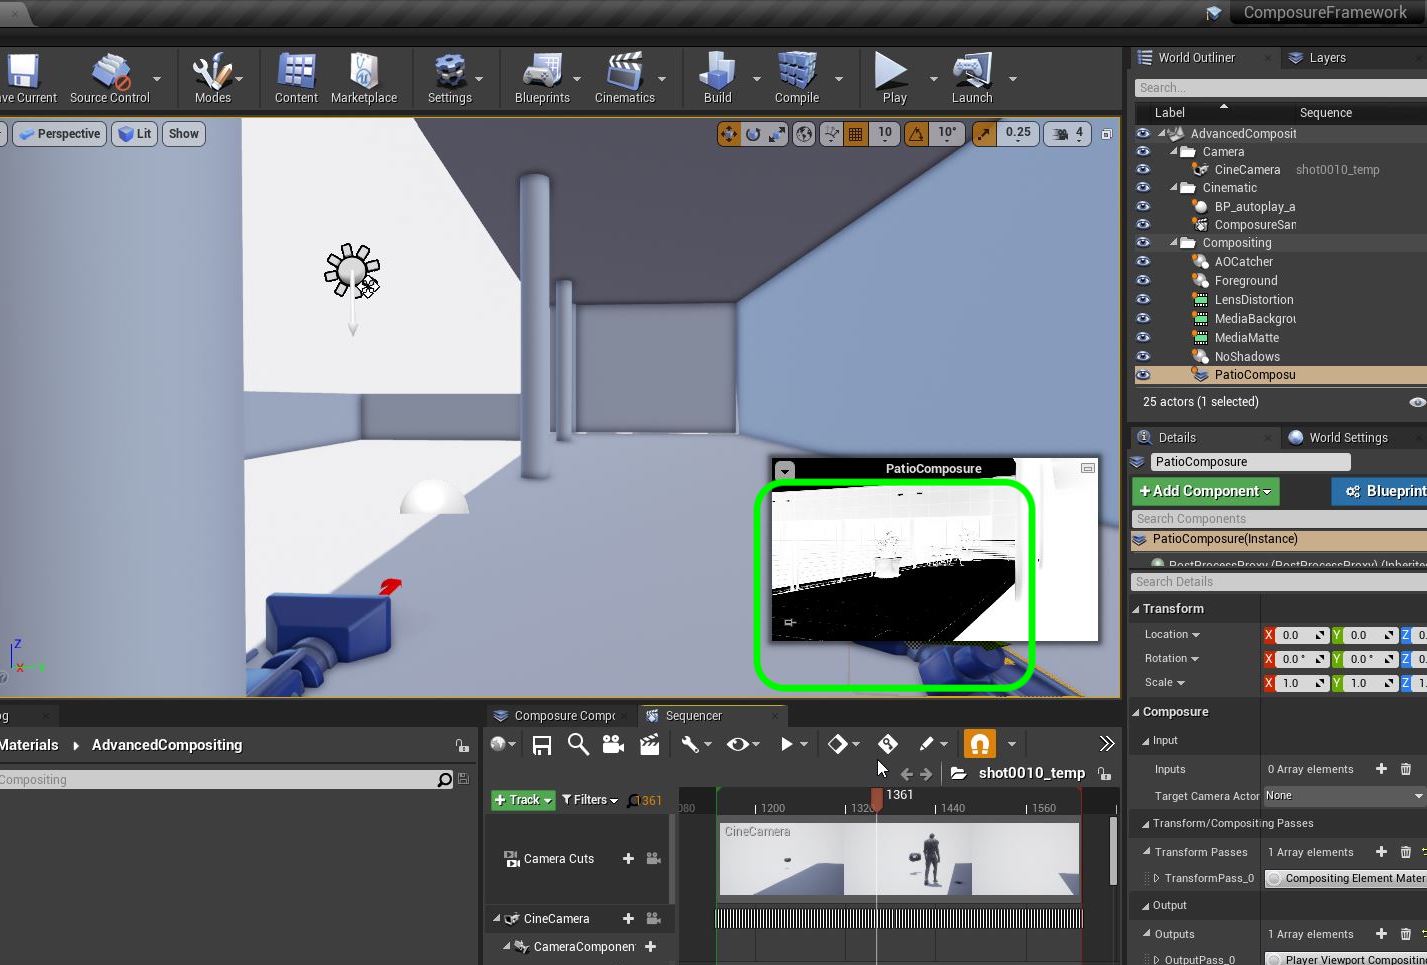 ComposureFramework
ve Current
Source Control
Modes
Content
Marketplace
Settings
Blueprints
Cinematics
Build
Compile
Play
Launch
World Outliner
Layers
Search...
Label
Sequence
Perspective
Lit
Show
10
10°
0.25
4
AdvancedComposit
Camera
CineCamera shot0010_temp
Cinematic
BP_autoplay_a
ComposureSan
Compositing
AOCatcher
Foreground
LensDistortion
MediaBackgrou
MediaMatte
NoShadows
PatioComposu
25 actors (1 selected)
PatioComposure
Z
X
Details
World Settings
PatioComposure
+Add Component
Blueprint
Search Components
PatioComposure(Instance)
PostProcessProxy (PostProcessProxy) (Inherite
Search Details
Transform
Location X 0.0 Y 0.0 Z 0.
Rotation X 0.0 ° Y 0.0 ° Z 0.
Scale X 1.0 Y 1.0 Z 1.
Composure
Input
Inputs 0 Array elements
Target Camera Actor None
Transform/Compositing Passes
Transform Passes 1 Array elements
TransformPass_0 Compositing Element Mater
Output
Outputs 1 Array elements
OutputPass_0 Player Viewport Compositin
og
Materials AdvancedCompositing
Compositing
Composure Compo
Sequencer
shot0010_temp
+ Track
Filters
1361
080
1200
1320
1361
1440
1560
CineCamera
Camera Cuts
CineCamera
CameraComponen